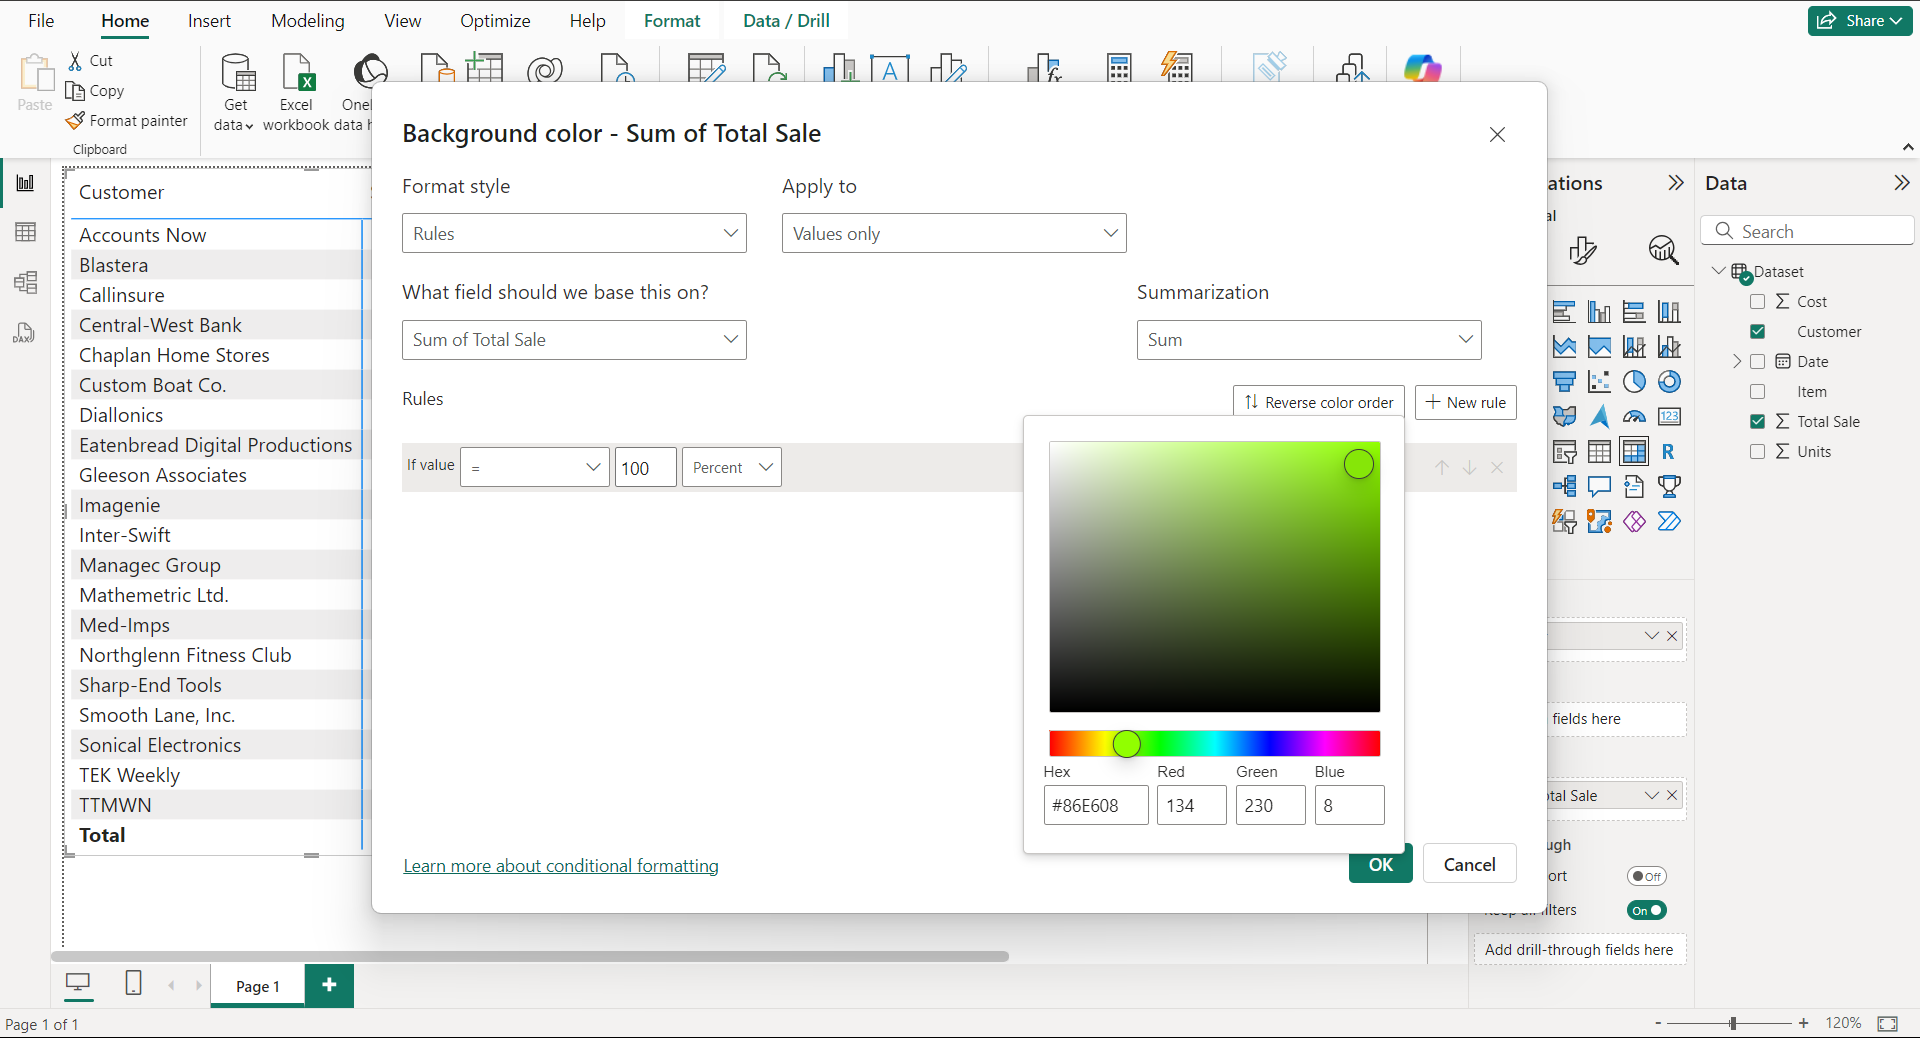 File Home Insert Modeling View Optimize Help Format Data / Drill Share
Cut
Copy
Format painter
Paste
Clipboard
Get data
Excel workbook
data
Background color - Sum of Total Sale
Format style
Apply to
Rules
Values only
What field should we base this on?
Summarization
Sum of Total Sale
Sum
Rules
Reverse color order
New rule
If value = 100 Percent
Hex Red Green Blue
#86E608 134 230 8
Learn more about conditional formatting
OK
Cancel
Customer
Accounts Now
Blastera
Callinsure
Central-West Bank
Chaplan Home Stores
Custom Boat Co.
Diallonics
Eatenbread Digital Productions
Gleeson Associates
Imagenie
Inter-Swift
Managec Group
Mathemetric Ltd.
Med-Imps
Northglenn Fitness Club
Sharp-End Tools
Smooth Lane, Inc.
Sonical Electronics
TEK Weekly
TTMWN
Total
DAX
A
fx
123
R
ations
al
fields here
tal Sale
ugh
ort
Off
filters
On
Add drill-through fields here
Data
Search
Dataset
Cost
Customer
Date
Item
Total Sale
Units
Page 1
+
Page 1 of 1
- + 120%